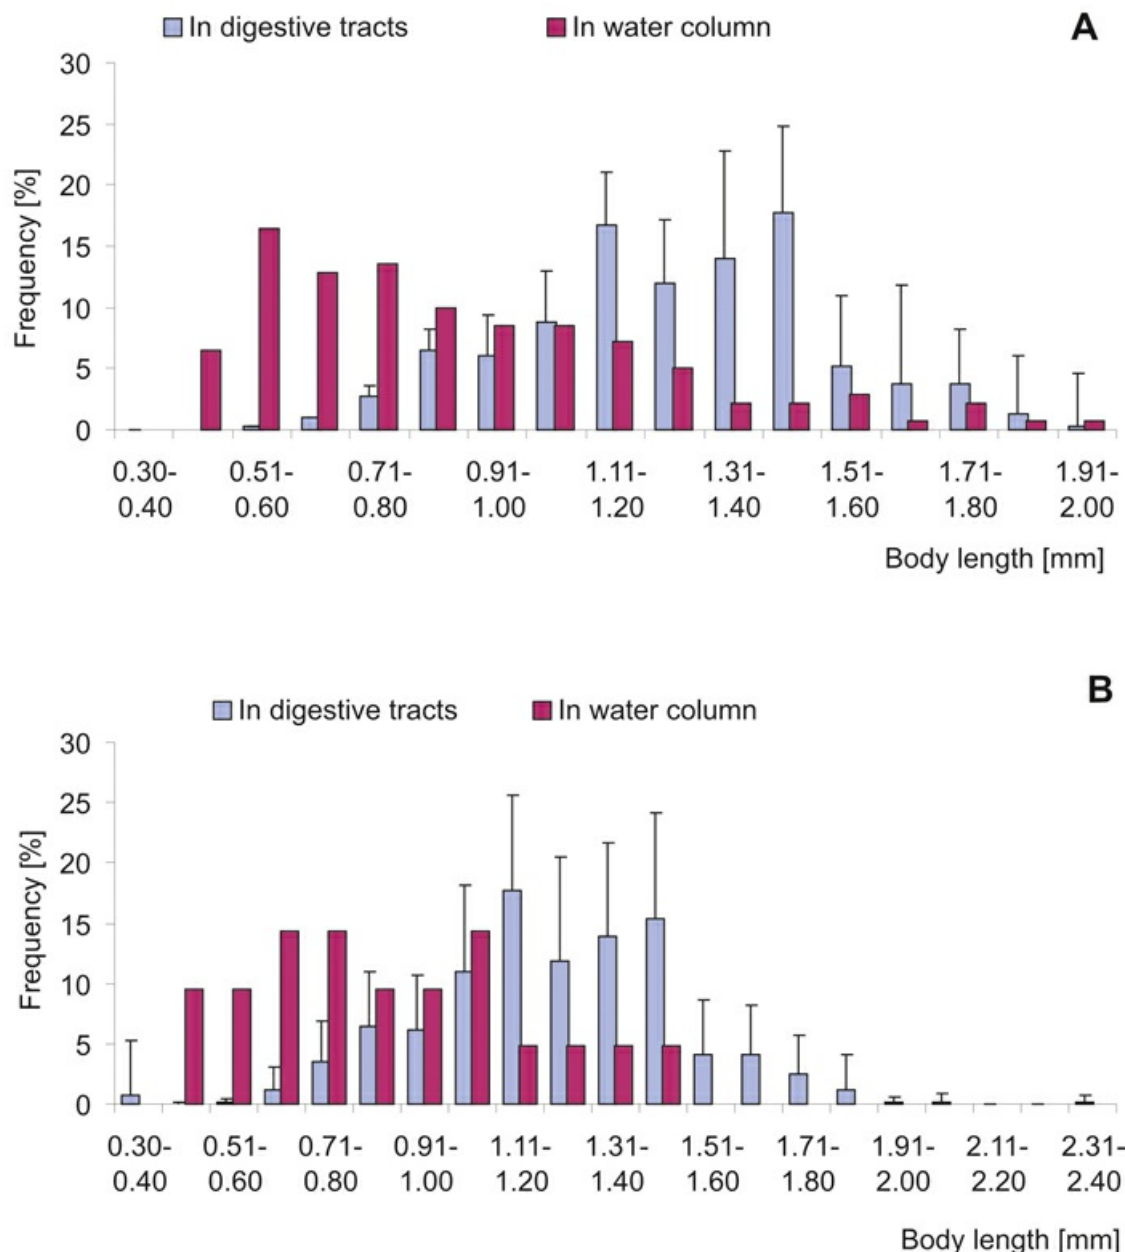 In digestive tracts In water column A
30
25
20
15
10
5
0
Frequency [%]
0.30- 0.51- 0.71- 0.91- 1.11- 1.31- 1.51- 1.71- 1.91-
0.40 0.60 0.80 1.00 1.20 1.40 1.60 1.80 2.00
Body length [mm]
B
In digestive tracts In water column
30
25
20
15
10
5
0
Frequency [%]
0.30- 0.51- 0.71- 0.91- 1.11- 1.31- 1.51- 1.71- 1.91- 2.11- 2.31-
0.40 0.60 0.80 1.00 1.20 1.40 1.60 1.80 2.00 2.20 2.40
Body length [mm]